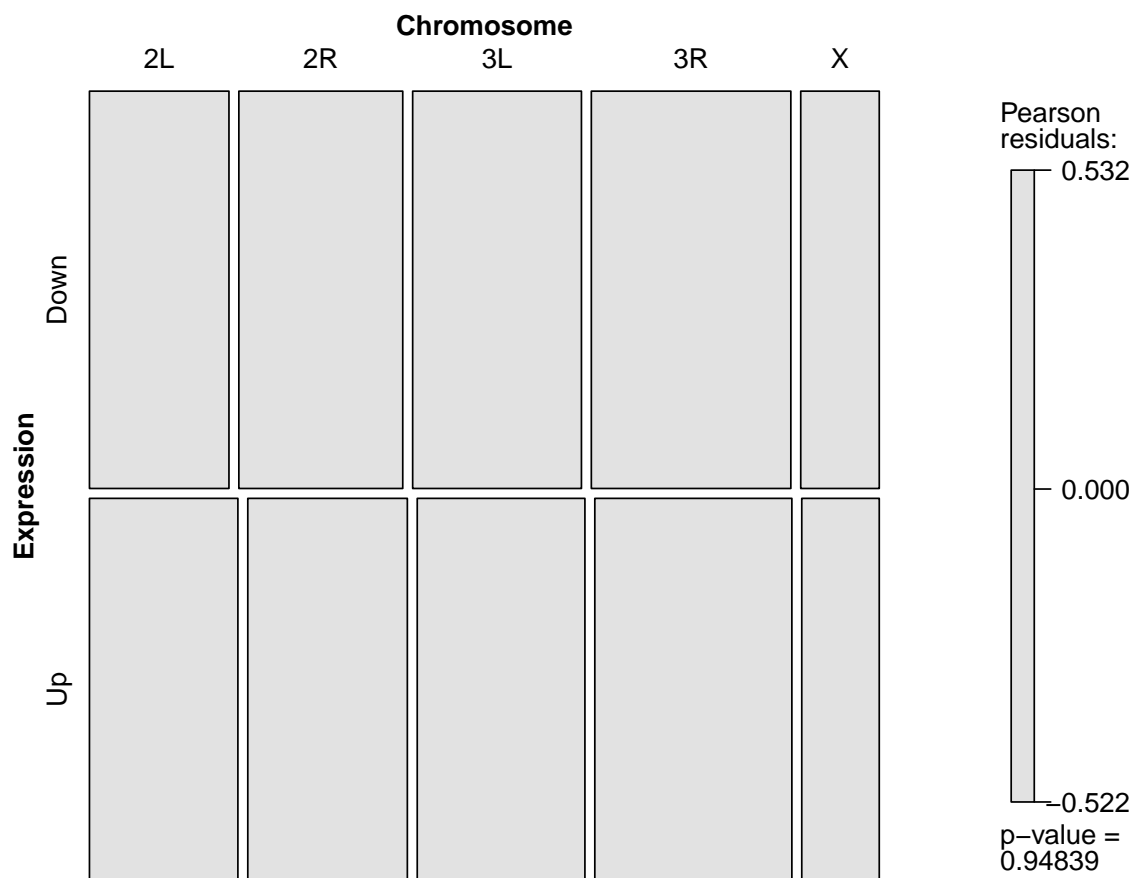 Chromosome
2L 2R 3L 3R X
Expression
Down
Up
Pearson
residuals:
0.532
0.000
−0.522
p−value =
0.94839